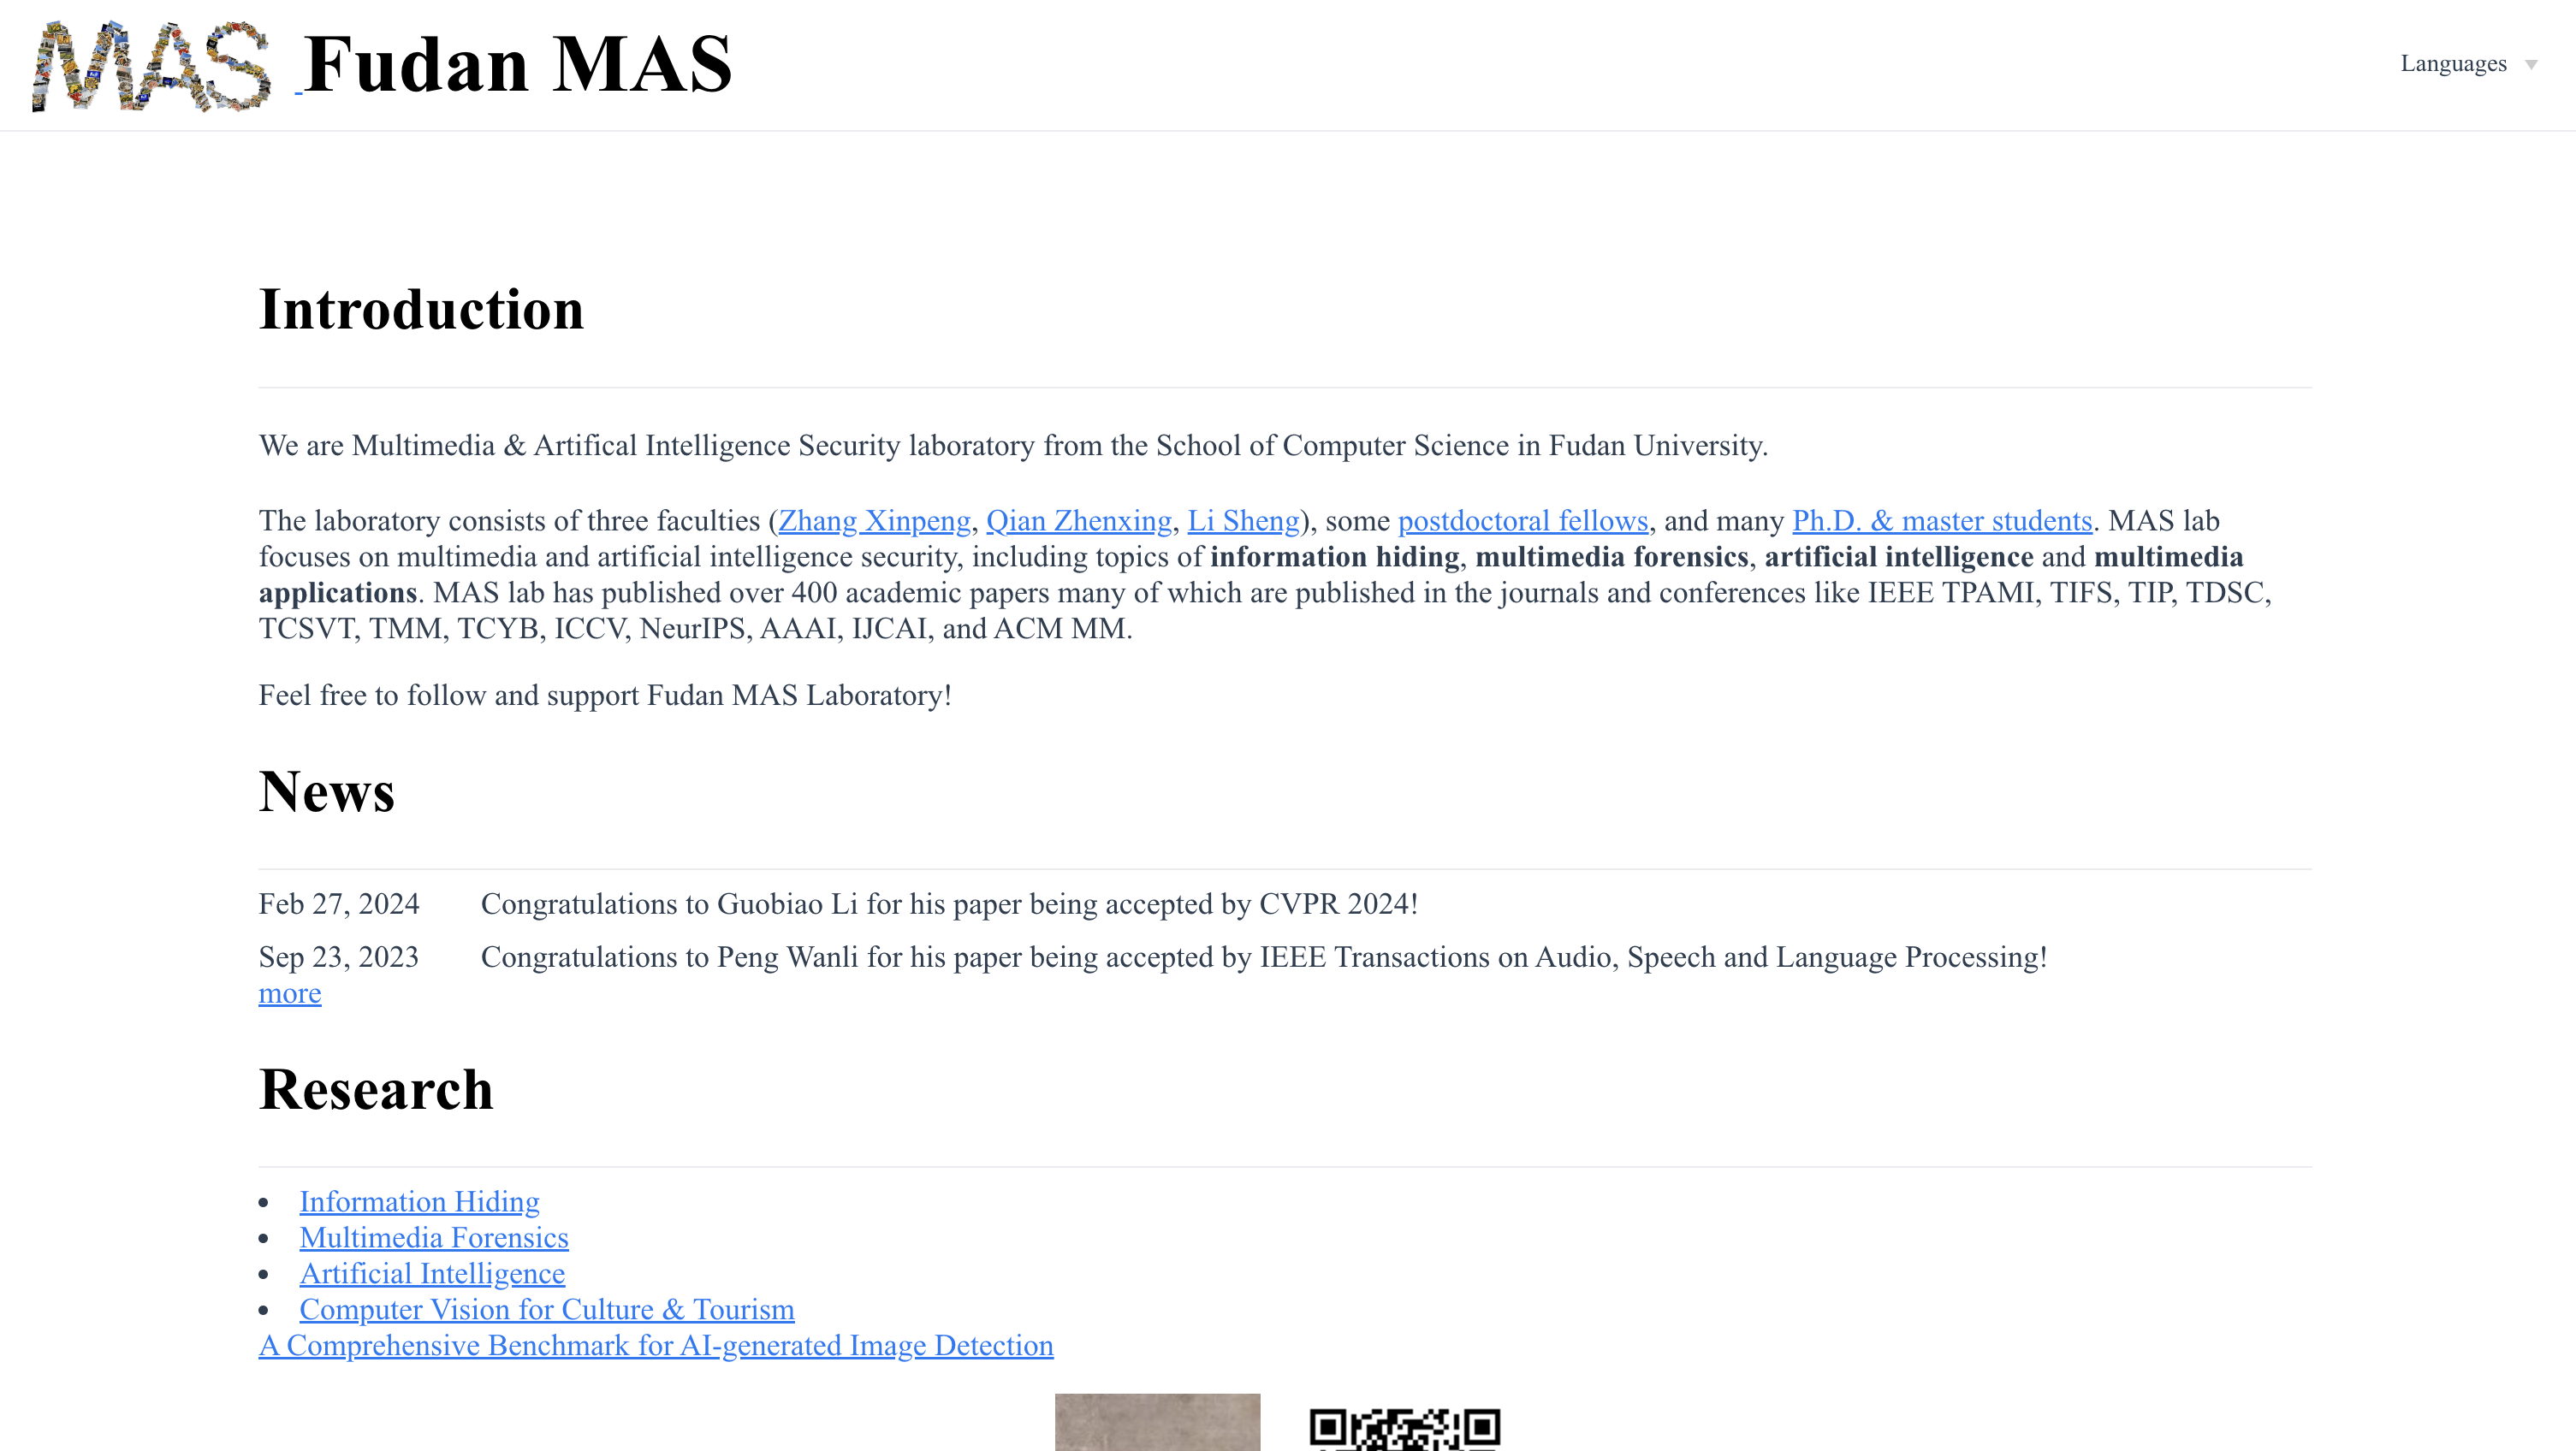 MAS Fudan MAS
Languages
Introduction
We are Multimedia & Artifical Intelligence Security laboratory from the School of Computer Science in Fudan University.
The laboratory consists of three faculties (Zhang Xinpeng, Qian Zhenxing, Li Sheng), some postdoctoral fellows, and many Ph.D. & master students. MAS lab
focuses on multimedia and artificial intelligence security, including topics of information hiding, multimedia forensics, artificial intelligence and multimedia
applications. MAS lab has published over 400 academic papers many of which are published in the journals and conferences like IEEE TPAMI, TIFS, TIP, TDSC,
TCSVT, TMM, TCYB, ICCV, NeurIPS, AAAI, IJCAI, and ACM MM.
Feel free to follow and support Fudan MAS Laboratory!
News
Feb 27, 2024 Congratulations to Guobiao Li for his paper being accepted by CVPR 2024!
Sep 23, 2023 Congratulations to Peng Wanli for his paper being accepted by IEEE Transactions on Audio, Speech and Language Processing!
more
Research
• Information Hiding
• Multimedia Forensics
• Artificial Intelligence
• Computer Vision for Culture & Tourism
A Comprehensive Benchmark for AI-generated Image Detection